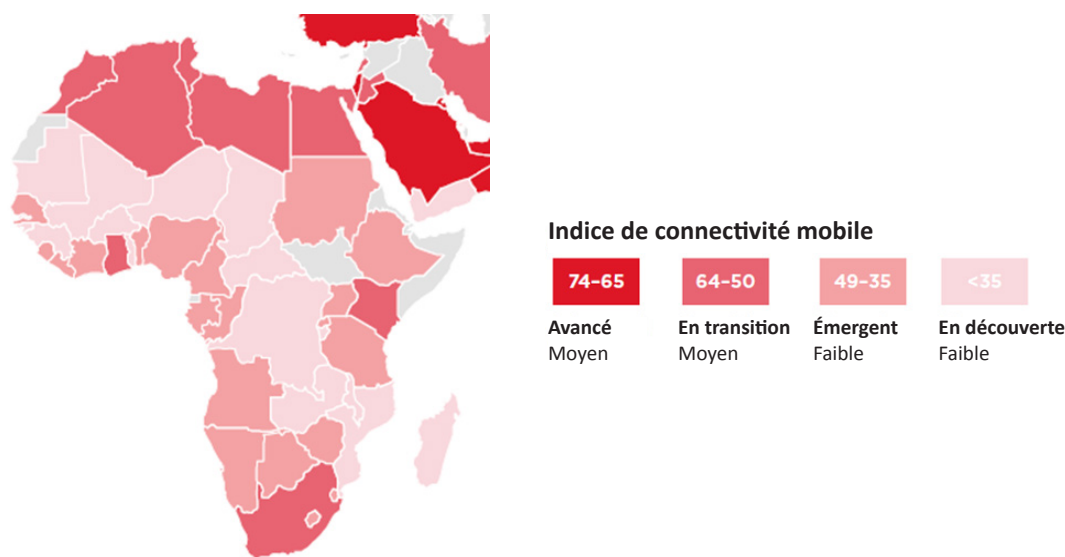 Indice de connectivité mobile
74–65 64–50 49–35 <35
Avancé En transition Émergent En découverte
Moyen Moyen Faible Faible